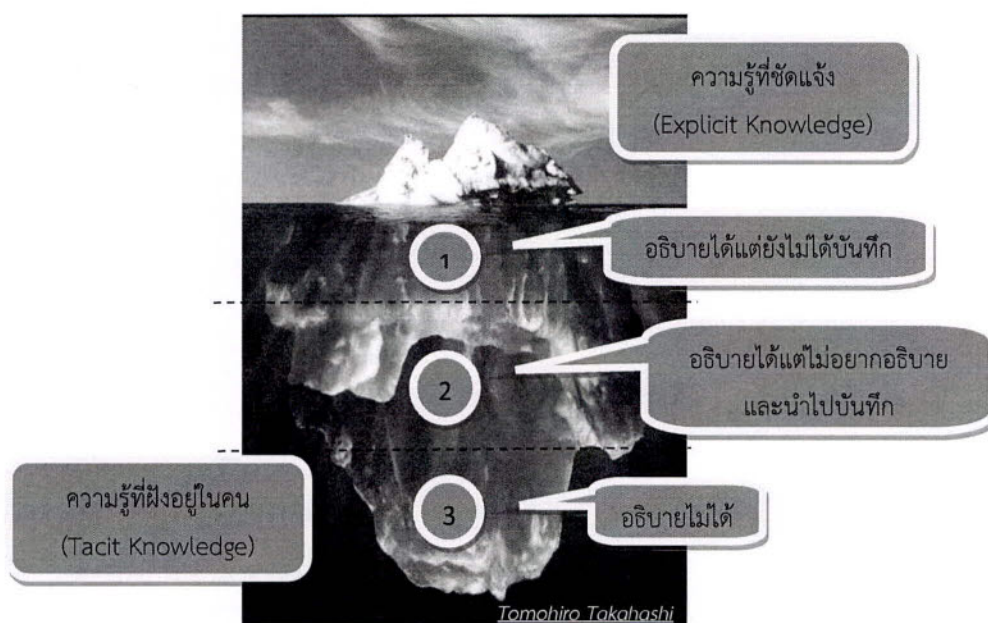 ความรู้ที่ชัดแจ้ง
(Explicit Knowledge)
1
อธิบายได้แต่ยังไม่ได้บันทึก
2
อธิบายได้แต่ไม่อยากอธิบาย
และนำไปบันทึก
ความรู้ที่ฝังอยู่ในคน
(Tacit Knowledge)
3
อธิบายไม่ได้
Tomohiro Takahashi